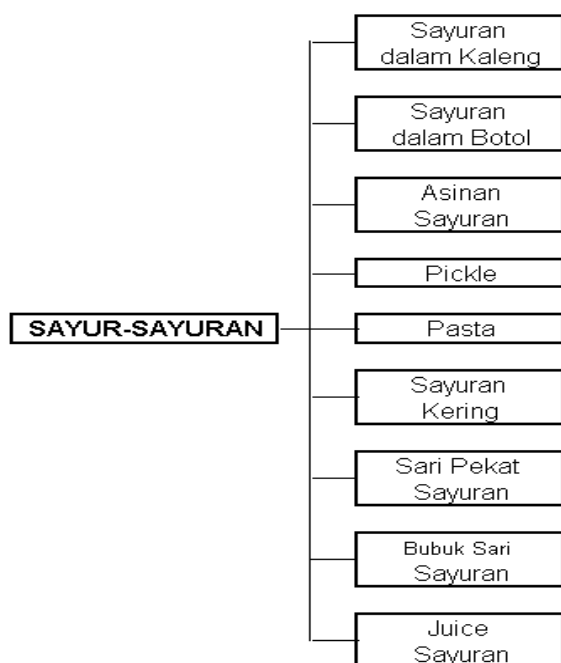 Sayuran
dalam Kaleng
Sayuran
dalam Botol
Asinan
Sayuran
Pickle
SAYUR-SAYURAN
Pasta
Sayuran
Kering
Sari Pekat
Sayuran
Bubuk Sari
Sayuran
Juice
Sayuran